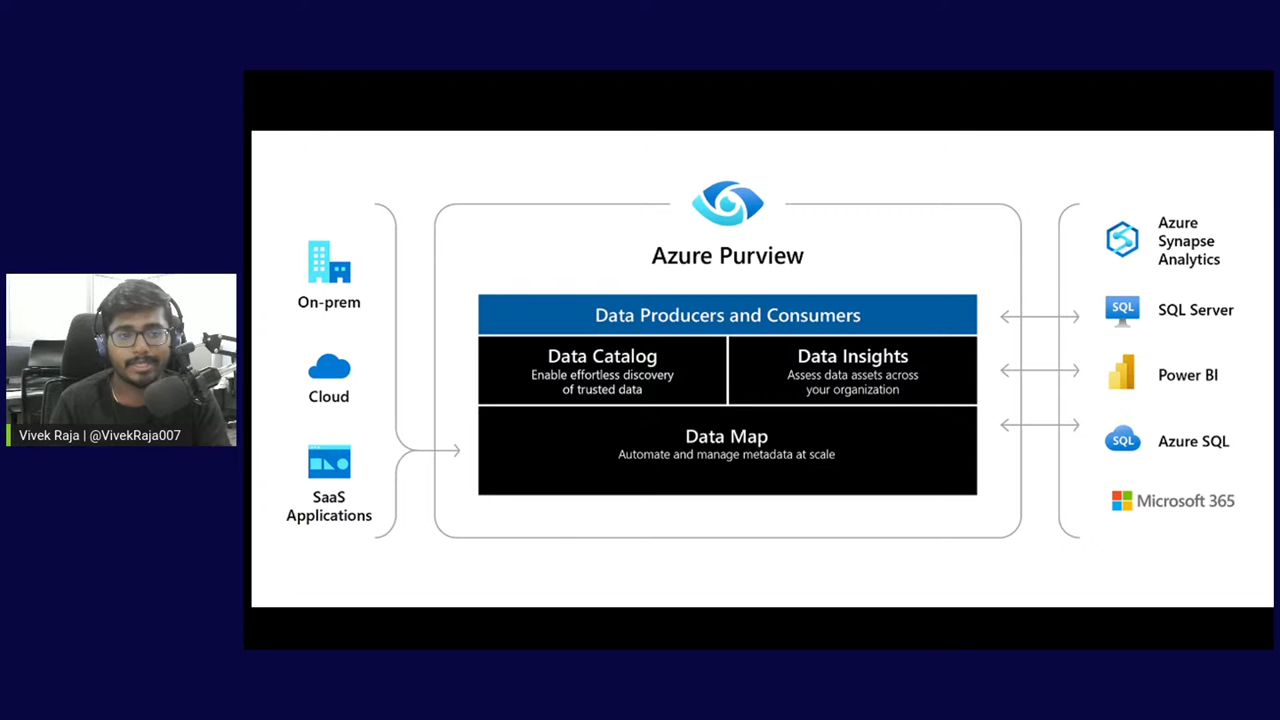 Azure Purview
On-prem
Cloud
SaaS
Applications
Data Producers and Consumers
Data Catalog
Enable effortless discovery
of trusted data
Data Insights
Assess data assets across
your organization
Data Map
Automate and manage metadata at scale
Azure
Synapse
Analytics
SQL
SQL Server
Power BI
SQL
Azure SQL
Microsoft 365
Vivek Raja | @VivekRaja007